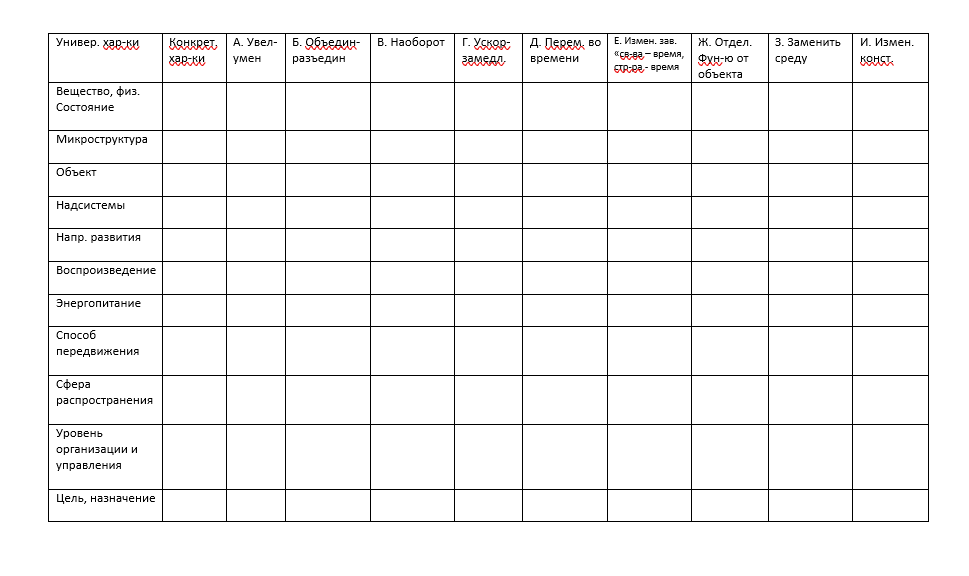 Универ. хар-ки
Конкрет.
хар-ки
А. Увел-
умен
Б. Объедин-
разъедин
В. Наоборот
Г. Ускор-
замедл.
Д. Перем. во
времени
Е. Измен. зав.
«св-ва – время,
стр-ра - время
Ж. Отдел.
Фун-ю от
объекта
З. Заменить
среду
И. Измен.
конст.
Вещество, физ.
Состояние
Микроструктура
Объект
Надсистемы
Напр. развития
Воспроизведение
Энергопитание
Способ
передвижения
Сфера
распространения
Уровень
организации и
управления
Цель, назначение